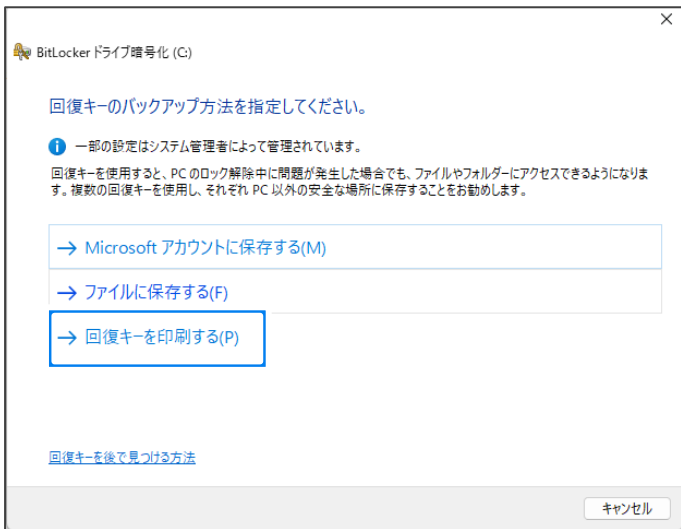 BitLocker ドライブ暗号化 (C:)
回復キーのバックアップ方法を指定してください。
一部の設定はシステム管理者によって管理されています。
回復キーを使用すると、PC のロック解除中に問題が発生した場合でも、ファイルやフォルダーにアクセスできるようになりま
す。複数の回復キーを使用し、それぞれ PC 以外の安全な場所に保存することをお勧めします。
→ Microsoft アカウントに保存する(M)
→ ファイルに保存する(F)
→ 回復キーを印刷する(P)
回復キーを後で見つける方法
キャンセル